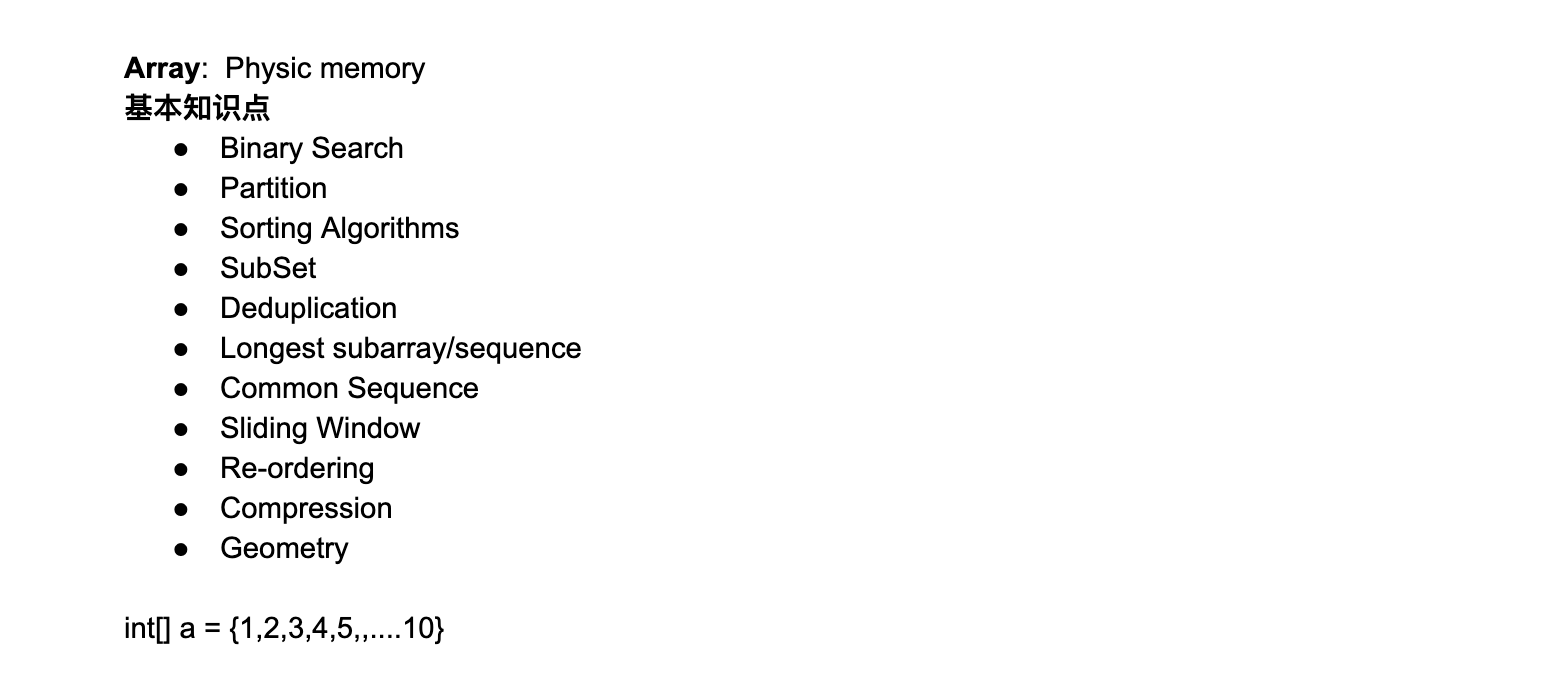 Array:  Physic memory
基本知识点
● Binary Search
● Partition
● Sorting Algorithms
● SubSet
● Deduplication
● Longest subarray/sequence
● Common Sequence
● Sliding Window
● Re-ordering
● Compression
● Geometry
int[] a = {1,2,3,4,5,,....10}